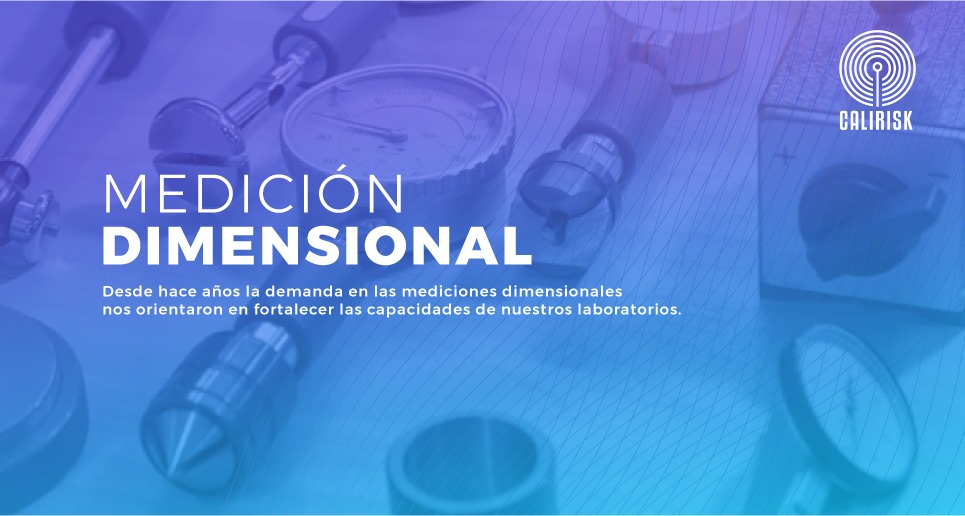 CALIRISK
MEDICIÓN
DIMENSIONAL
Desde hace años la demanda en las mediciones dimensionales
nos orientaron en fortalecer las capacidades de nuestros laboratorios.